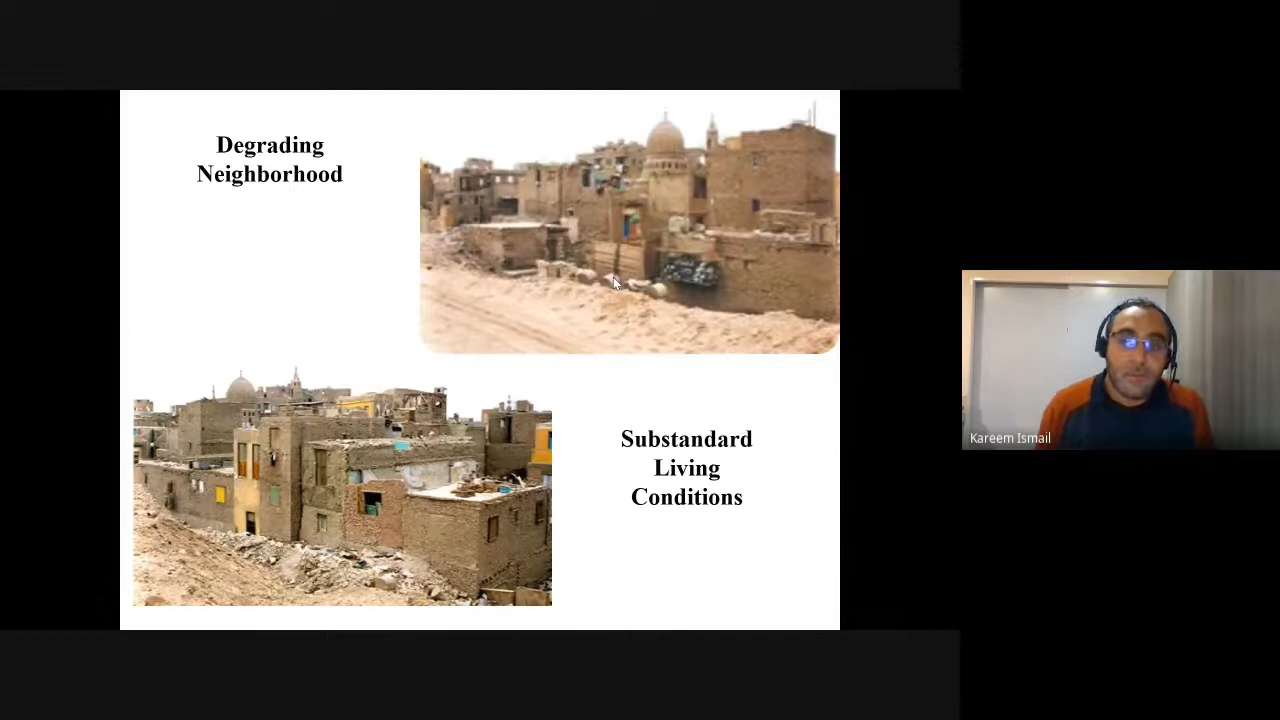 Degrading
Neighborhood
Substandard
Living
Conditions
Kareem Ismail